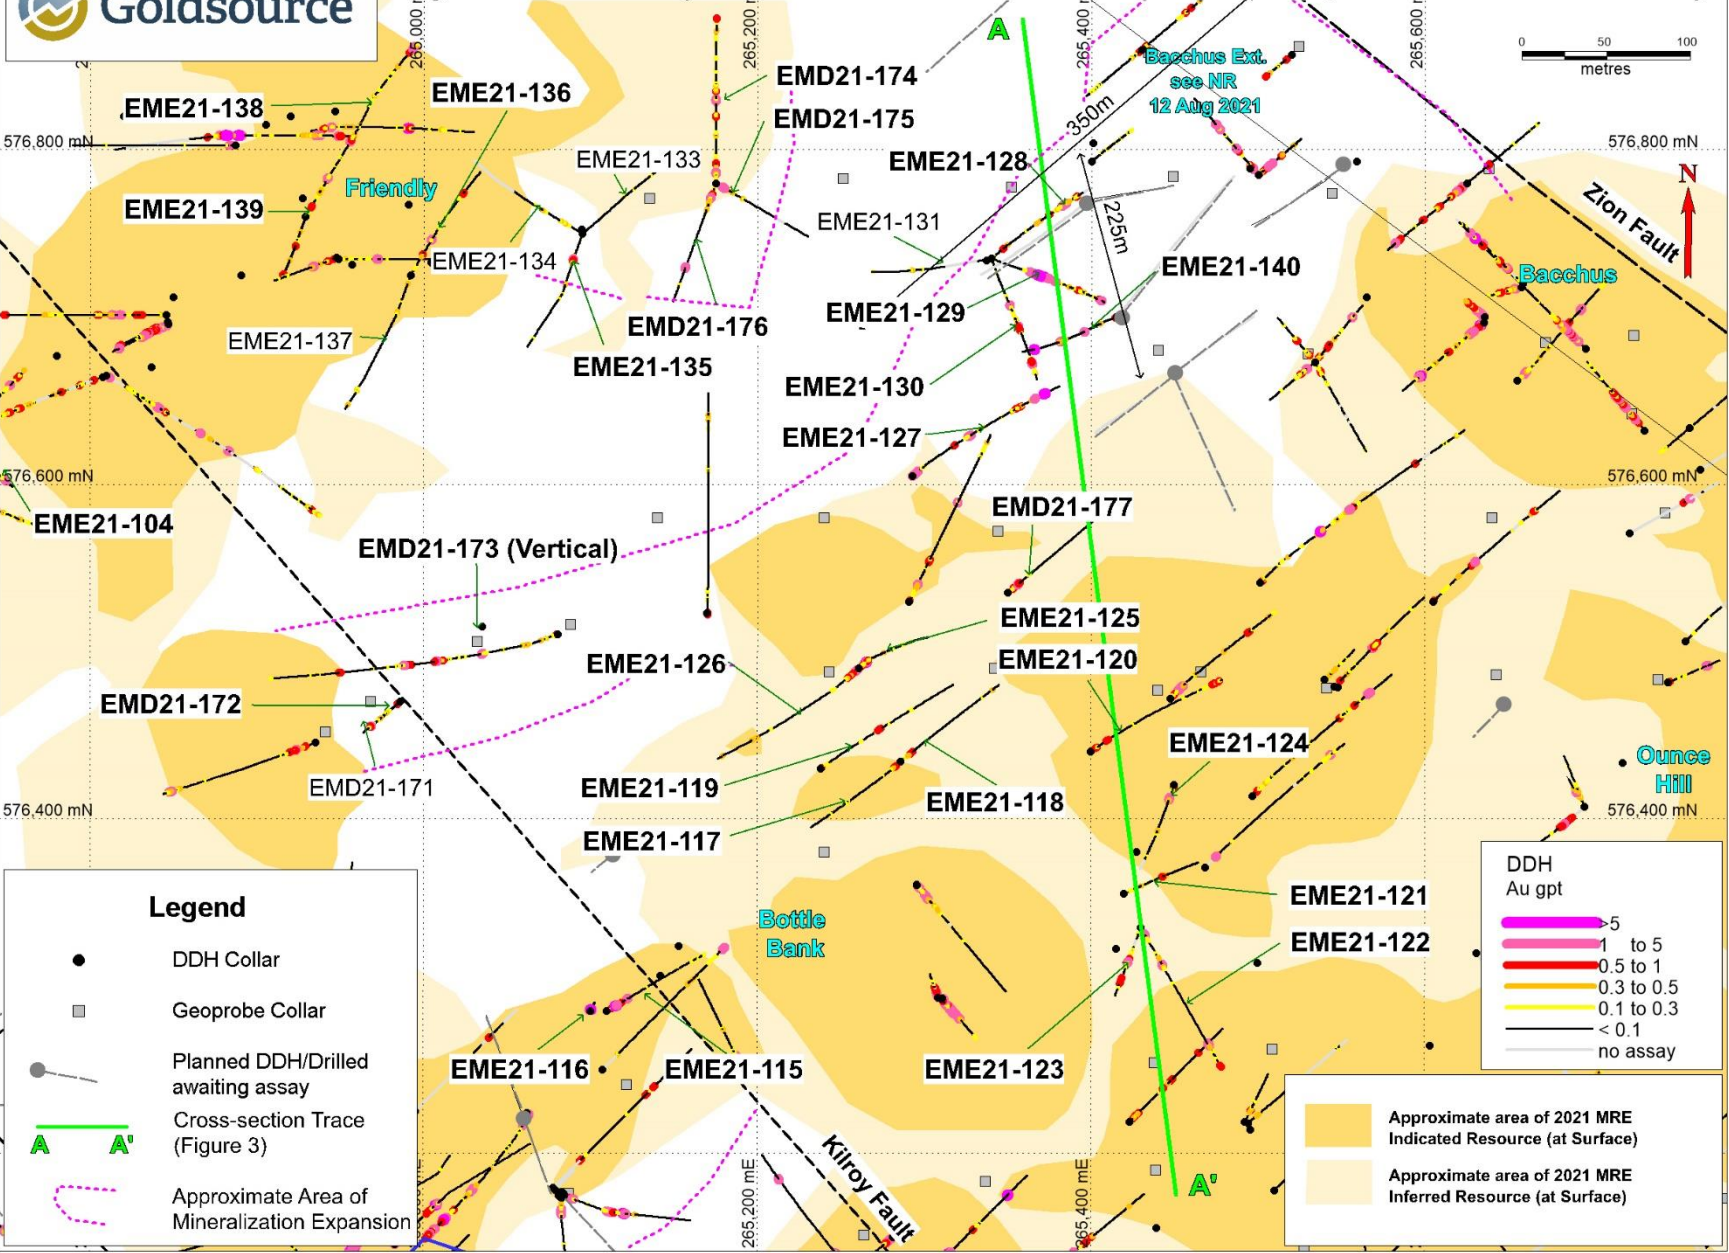 Goldsource
265,000 m
265,200 m
265,400 m
265,600 m
A
Bacchus Ext.
see NR
12 Aug 2021
0 50 100
metres
EMD21-174
EME21-136
EME21-138
EMD21-175
350m
576,800 mN
576,800 mN
EME21-133
EME21-128
N
Friendly
Zion Fault
EME21-139
EME21-131
225m
EME21-134
EME21-140
Bacchus
EME21-129
EMD21-176
EME21-137
EME21-135
EME21-130
EME21-127
576,600 mN
576,600 mN
EMD21-177
EME21-104
EMD21-173 (Vertical)
EME21-125
EME21-126
EME21-120
EMD21-172
EME21-124
Ounce
Hill
EMD21-171
EME21-119
EME21-118
576,400 mN
576,400 mN
EME21-117
EME21-121
Bottle
Bank
EME21-122
EME21-116
EME21-115
EME21-123
Kilroy Fault
265,200 mE
265,400 mE
A'
Legend
DDH Collar
Geoprobe Collar
Planned DDH/Drilled
awaiting assay
Cross-section Trace
(Figure 3)
A A'
Approximate Area of
Mineralization Expansion
DDH
Au gpt
>5
1 to 5
0.5 to 1
0.3 to 0.5
0.1 to 0.3
< 0.1
no assay
Approximate area of 2021 MRE
Indicated Resource (at Surface)
Approximate area of 2021 MRE
Inferred Resource (at Surface)